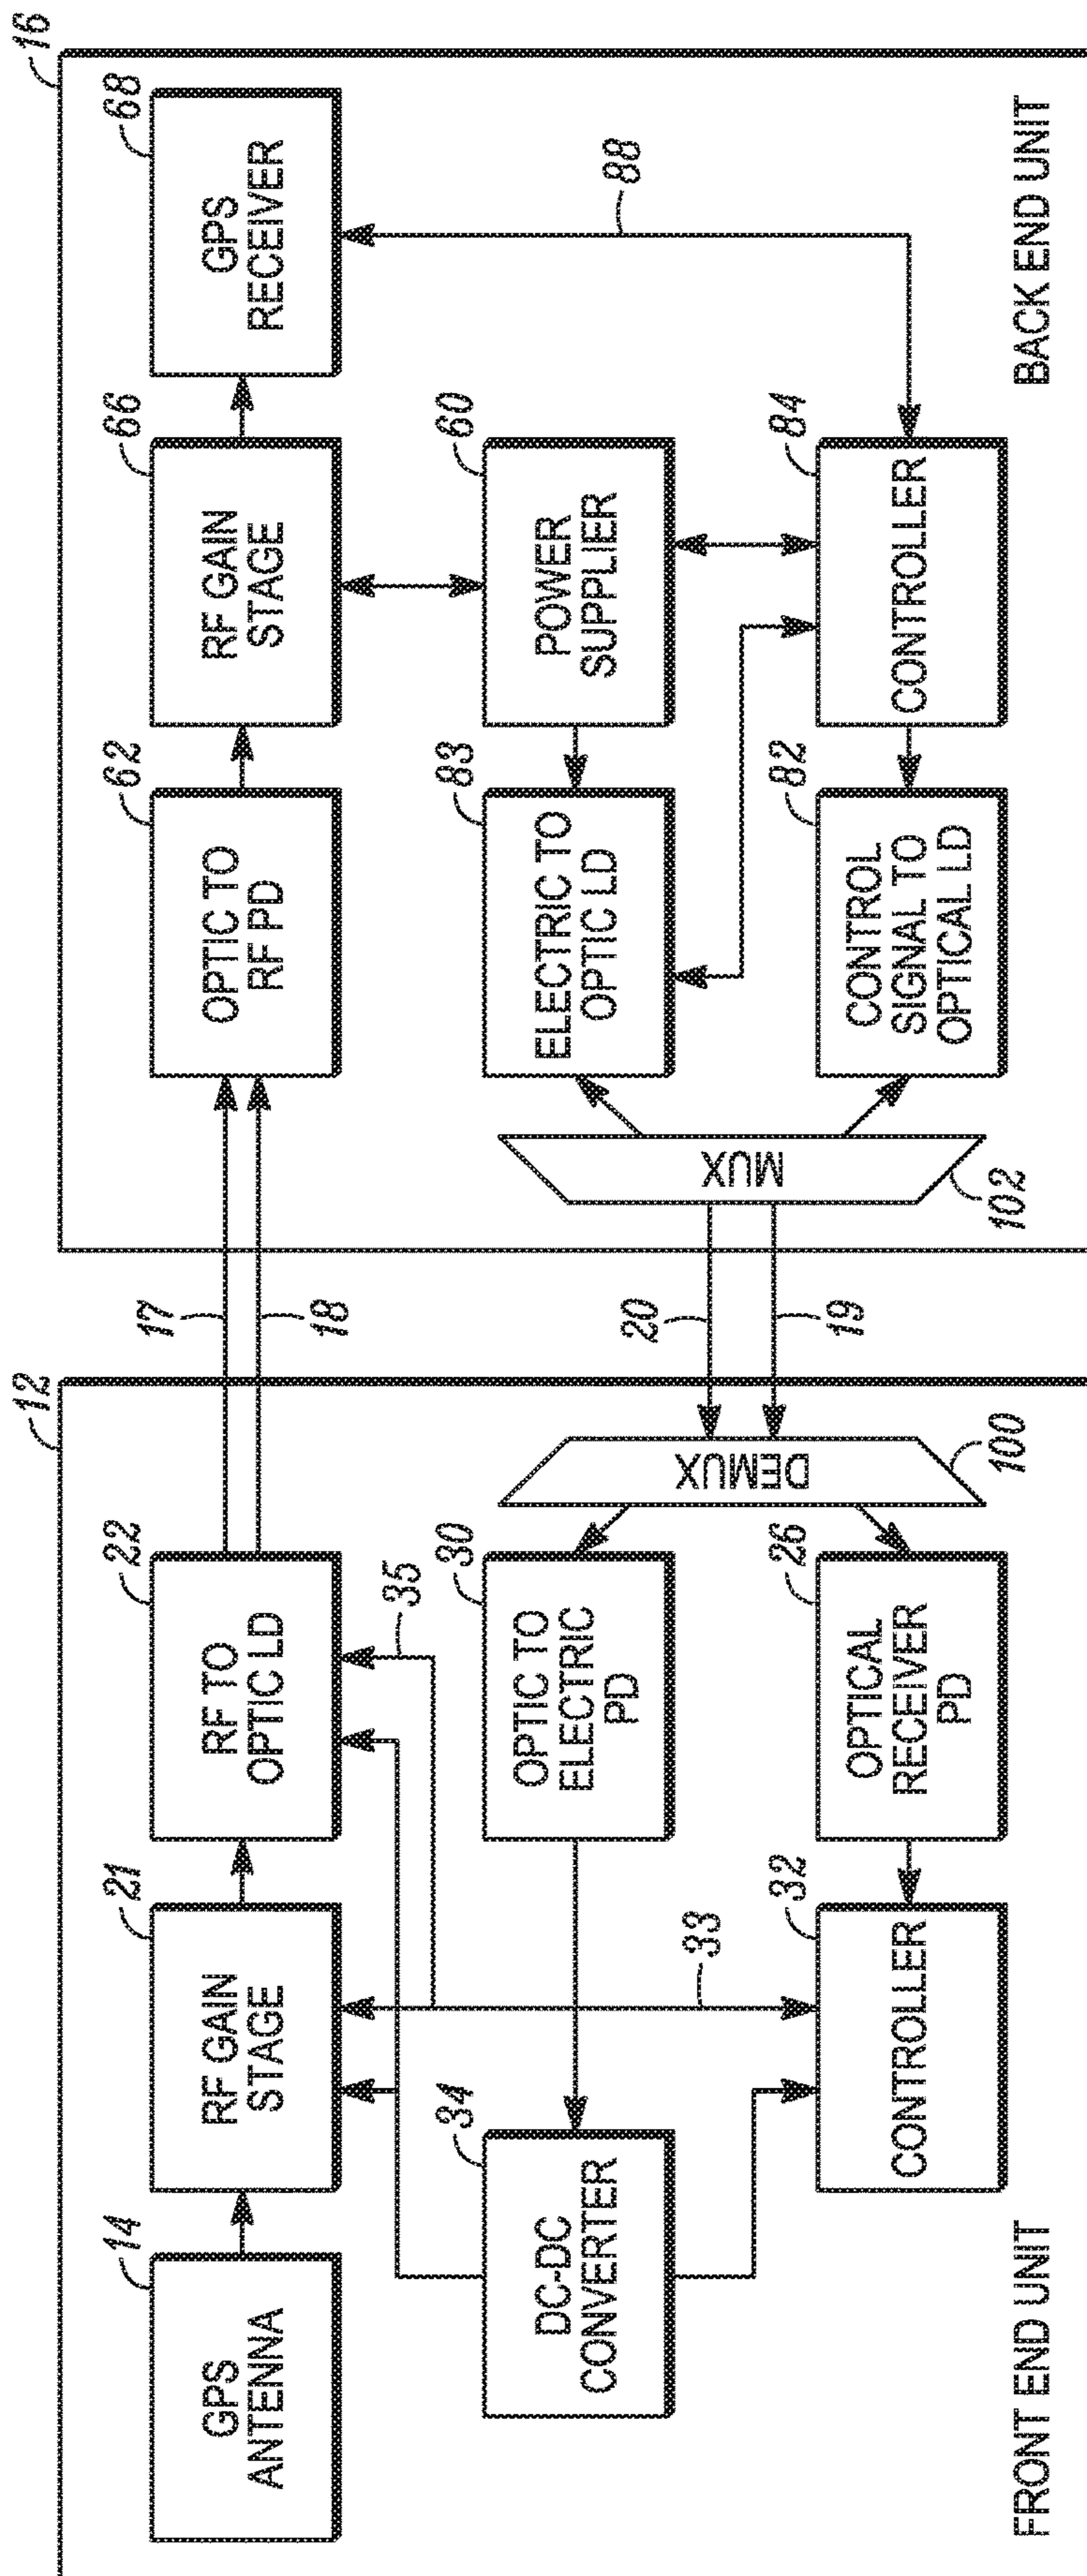 12
14
GPS
ANTENNA
21
RF GAIN
STAGE
22
RF TO
OPTIC LD
35
34
DC-DC
CONVERTER
30
OPTIC TO
ELECTRIC
PD
33
32
CONTROLLER
26
OPTICAL
RECEIVER
PD
DEMUX
100
FRONT END UNIT
17
18
20
19
16
62
OPTIC TO
RF PD
66
RF GAIN
STAGE
68
GPS
RECEIVER
83
ELECTRIC TO
OPTIC LD
60
POWER
SUPPLIER
88
MUX
102
82
CONTROL
SIGNAL TO
OPTICAL LD
84
CONTROLLER
BACK END UNIT